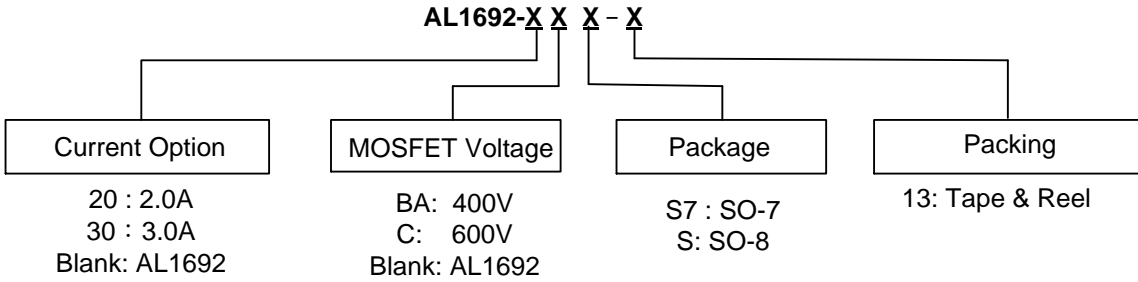 AL1692-X X X – X
Current Option
20 : 2.0A
30：3.0A
Blank: AL1692
MOSFET Voltage
BA: 400V
C: 600V
Blank: AL1692
Package
S7 : SO-7
S: SO-8
Packing
13: Tape & Reel